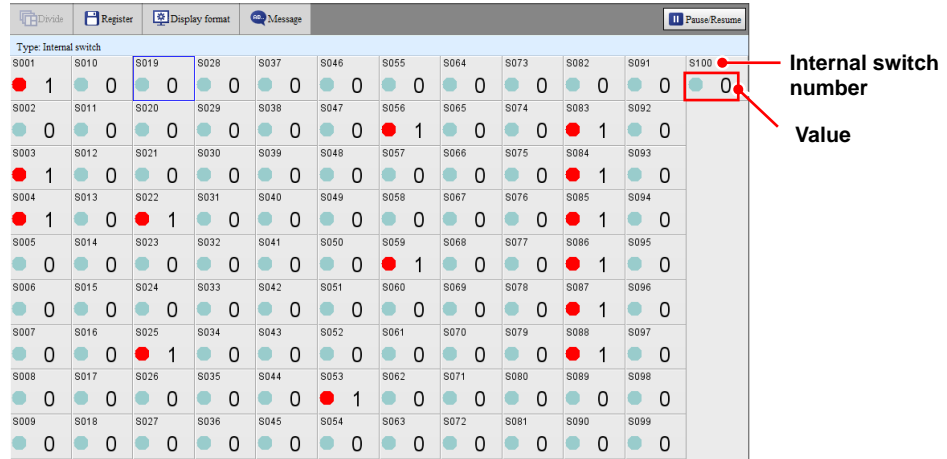 Divide Register Display format Message Pause/Resume
Type: Internal switch
S001 S010 S019 S028 S037 S046 S055 S064 S073 S082 S091 S100
1 0 0 0 0 0 0 0 0 0 0 0
Internal switch
number
S002 S011 S020 S029 S038 S047 S056 S065 S074 S083 S092
0 0 0 0 0 0 1 0 0 1 0
Value
S003 S012 S021 S030 S039 S048 S057 S066 S075 S084 S093
1 0 0 0 0 0 0 0 0 1 0
S004 S013 S022 S031 S040 S049 S058 S067 S076 S085 S094
1 0 1 0 0 0 0 0 0 1 0
S005 S014 S023 S032 S041 S050 S059 S068 S077 S086 S095
0 0 0 0 0 0 1 0 0 1 0
S006 S015 S024 S033 S042 S051 S060 S069 S078 S087 S096
0 0 0 0 0 0 0 0 0 1 0
S007 S016 S025 S034 S043 S052 S061 S070 S079 S088 S097
0 0 1 0 0 0 0 0 0 1 0
S008 S017 S026 S035 S044 S053 S062 S071 S080 S089 S098
0 0 0 0 0 1 0 0 0 0 0
S009 S018 S027 S036 S045 S054 S063 S072 S081 S090 S099
0 0 0 0 0 0 0 0 0 0 0